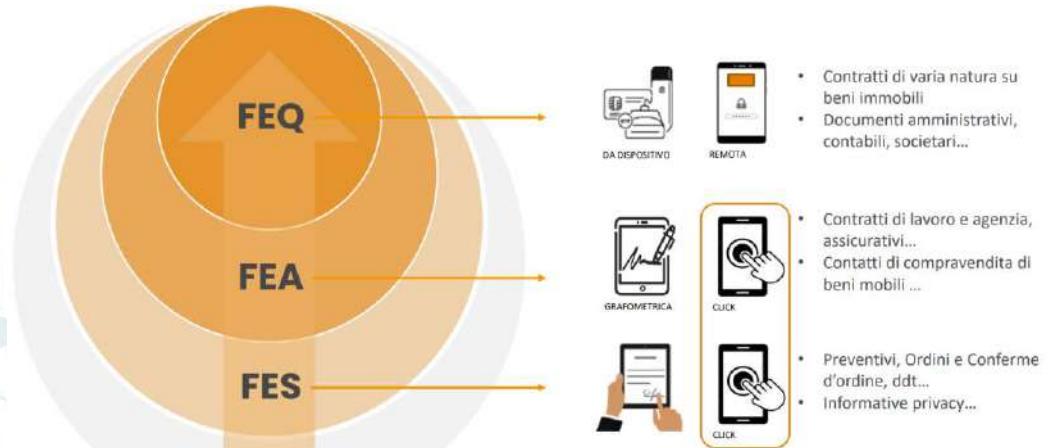 FEQ
DA DISPOSITIVO
REMOTA
• Contratti di varia natura su
beni immobili
• Documenti amministrativi,
contabili, societari...
FEA
GRAFOMETRICA
CLICK
• Contratti di lavoro e agenzia,
assicurativi...
• Contatti di compravendita di
beni mobili ...
FES
CLICK
• Preventivi, Ordini e Conferme
d'ordine, ddt...
• Informative privacy...